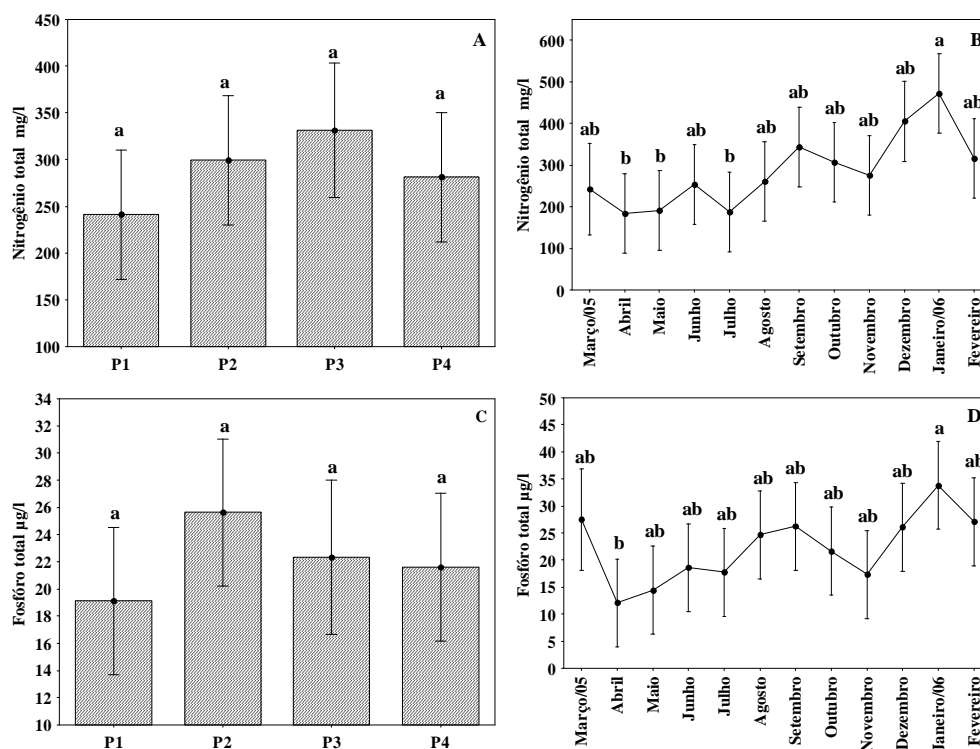 A
Nitrogênio total mg/l
450
400
350
300
250
200
150
100
a
a
a
a
P1
P2
P3
P4
B
Nitrogênio total mg/l
600
500
400
300
200
100
0
ab
b
b
ab
b
ab
ab
ab
ab
ab
a
ab
Março/05
Abril
Maio
Junho
Julho
Agosto
Setembro
Outubro
Novembro
Dezembro
Janeiro/06
Fevereiro
C
Fosfóro total µg/l
34
32
30
28
26
24
22
20
18
16
14
12
10
a
a
a
a
P1
P2
P3
P4
D
Fosfóro total µg/l
50
45
40
35
30
25
20
15
10
5
0
ab
b
ab
ab
ab
ab
ab
ab
ab
ab
a
ab
Março/05
Abril
Maio
Junho
Julho
Agosto
Setembro
Outubro
Novembro
Dezembro
Janeiro/06
Fevereiro